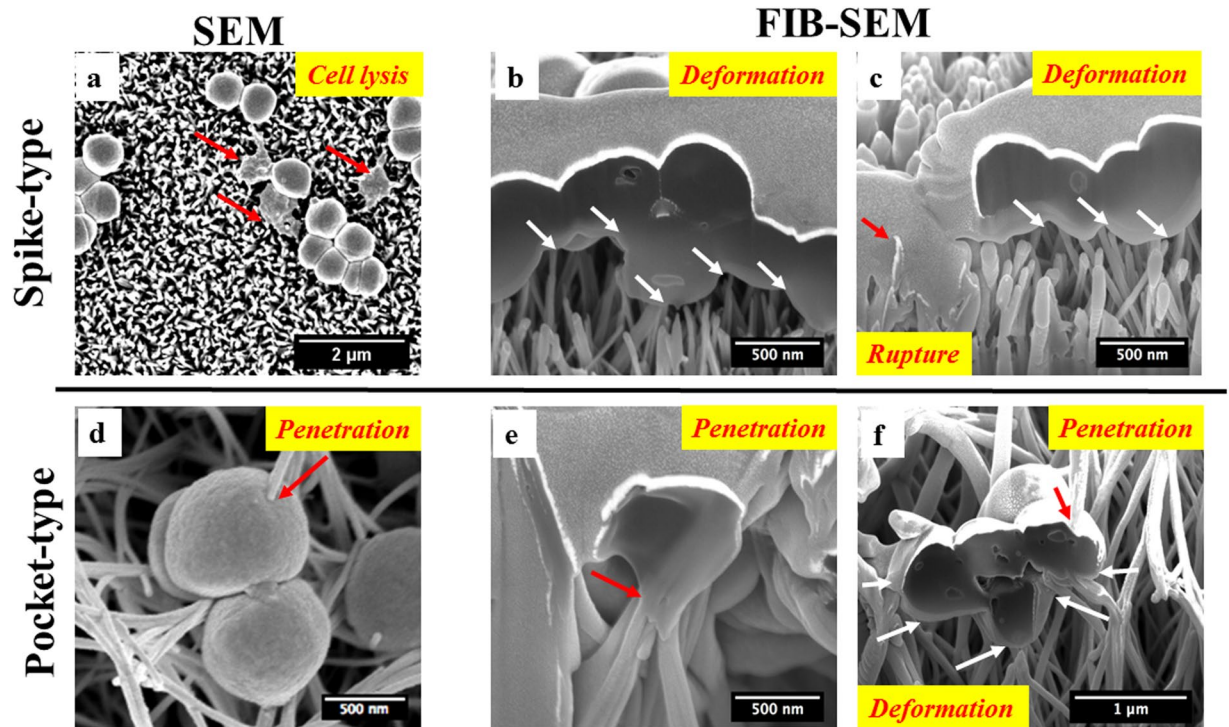 SEM
FIB-SEM
Spike-type
a
Cell lysis
2 µm
b
Deformation
500 nm
c
Deformation
Rupture
500 nm
Pocket-type
d
Penetration
500 nm
e
Penetration
500 nm
f
Penetration
Deformation
1 µm